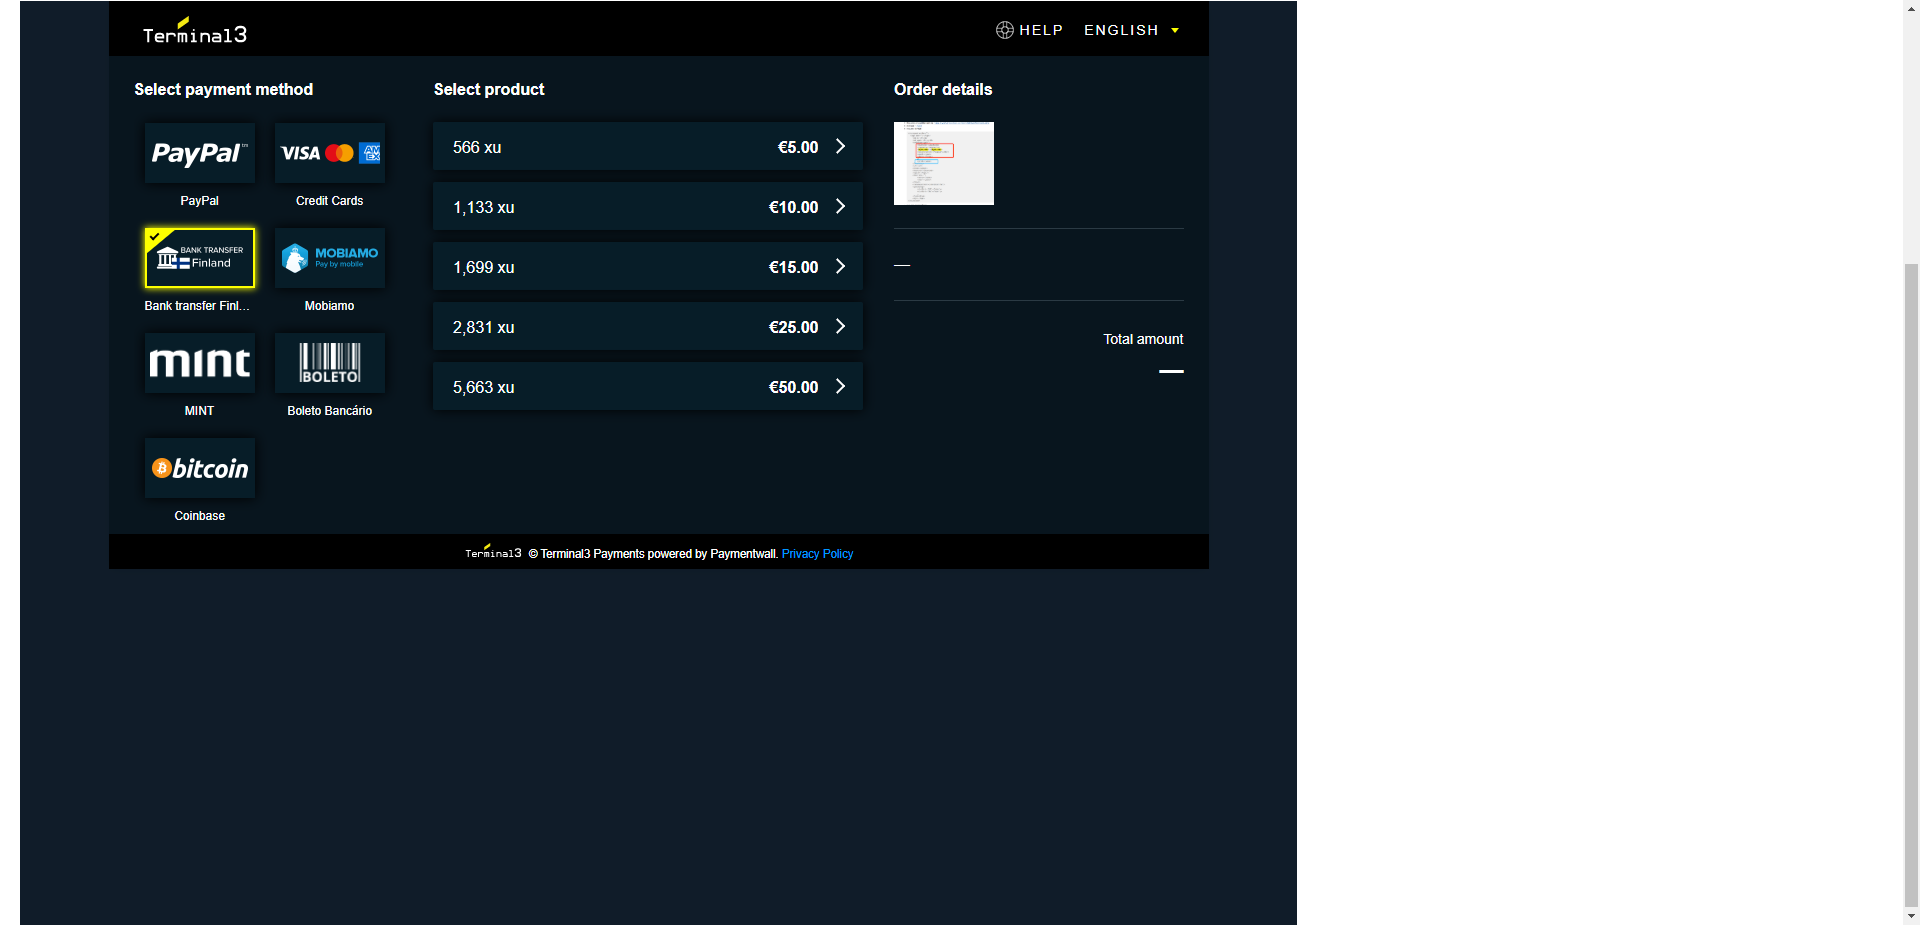 Terminal3
HELP
ENGLISH
Select payment method
PayPal™
PayPal
VISA
AM
EX
Credit Cards
BANK TRANSFER
Finland
Bank transfer Finl...
MOBIAMO
Pay by mobile
Mobiamo
mint
MINT
BOLETO
Boleto Bancário
bitcoin
Coinbase
Select product
566 xu €5.00
1,133 xu €10.00
1,699 xu €15.00
2,831 xu €25.00
5,663 xu €50.00
Order details
—
Total amount
—
Terminal3 © Terminal3 Payments powered by Paymentwall. Privacy Policy